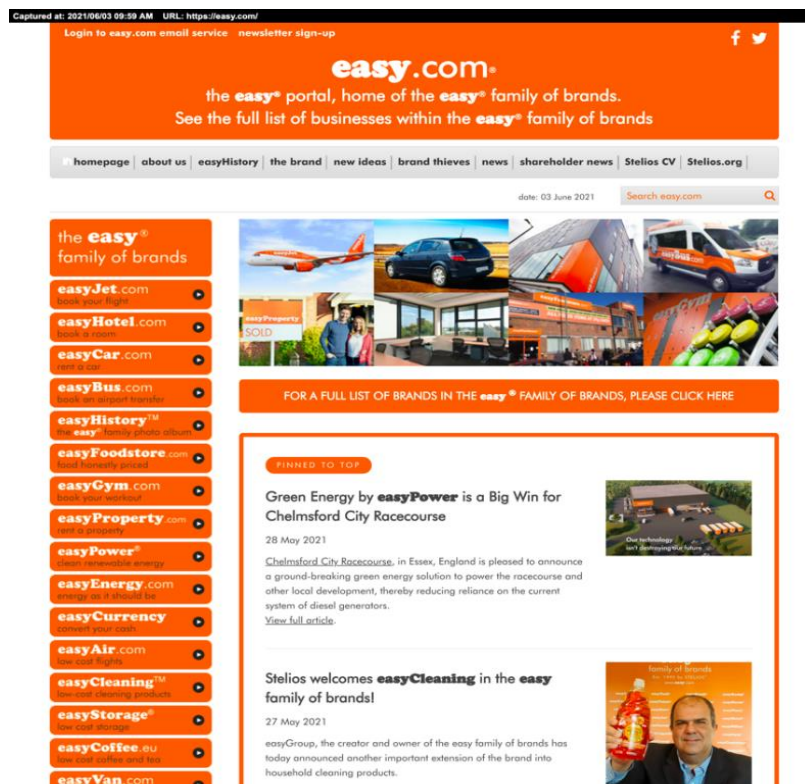 Captured at: 2021/06/03 09:59 AM URL: https://easy.com/
Login to easy.com email service newsletter sign-up
easy.com®
the easy® portal, home of the easy® family of brands.
See the full list of businesses within the easy® family of brands
homepage about us easyHistory the brand new ideas brand thieves news shareholder news Stelios CV Stelios.org
date: 03 June 2021 Search easy.com
the easy®
family of brands
easyJet.com
book your flight
easyHotel.com
book a room
easyCar.com
rent a car
easyBus.com
book an airport transfer
easyHistory™
the easy® family photo album
easyFoodstore.com
food honestly priced
easyGym.com
book your workout
easyProperty.com
rent a property
easyPower®
clean renewable energy
easyEnergy.com
energy as it should be
easyCurrency
convert your cash
easyAir.com
low cost flights
easyCleaning™
low-cost cleaning products
easyStorage®
low cost storage
easyCoffee.eu
low cost coffee and tea
easyVan.com
easyJet
easyBus.com
easyProperty
SOLD
easyGym
FOR A FULL LIST OF BRANDS IN THE easy® FAMILY OF BRANDS, PLEASE CLICK HERE
PINNED TO TOP
Green Energy by easyPower is a Big Win for
Chelmsford City Racecourse
28 May 2021
Chelmsford City Racecourse, in Essex, England is pleased to announce
a ground-breaking green energy solution to power the racecourse and
other local development, thereby reducing reliance on the current
system of diesel generators.
View full article.
Our technology
isn't destroying the future
Stelios welcomes easyCleaning in the easy
family of brands!
27 May 2021
easyGroup, the creator and owner of the easy family of brands has
today announced another important extension of the brand into
household cleaning products.
family of brands